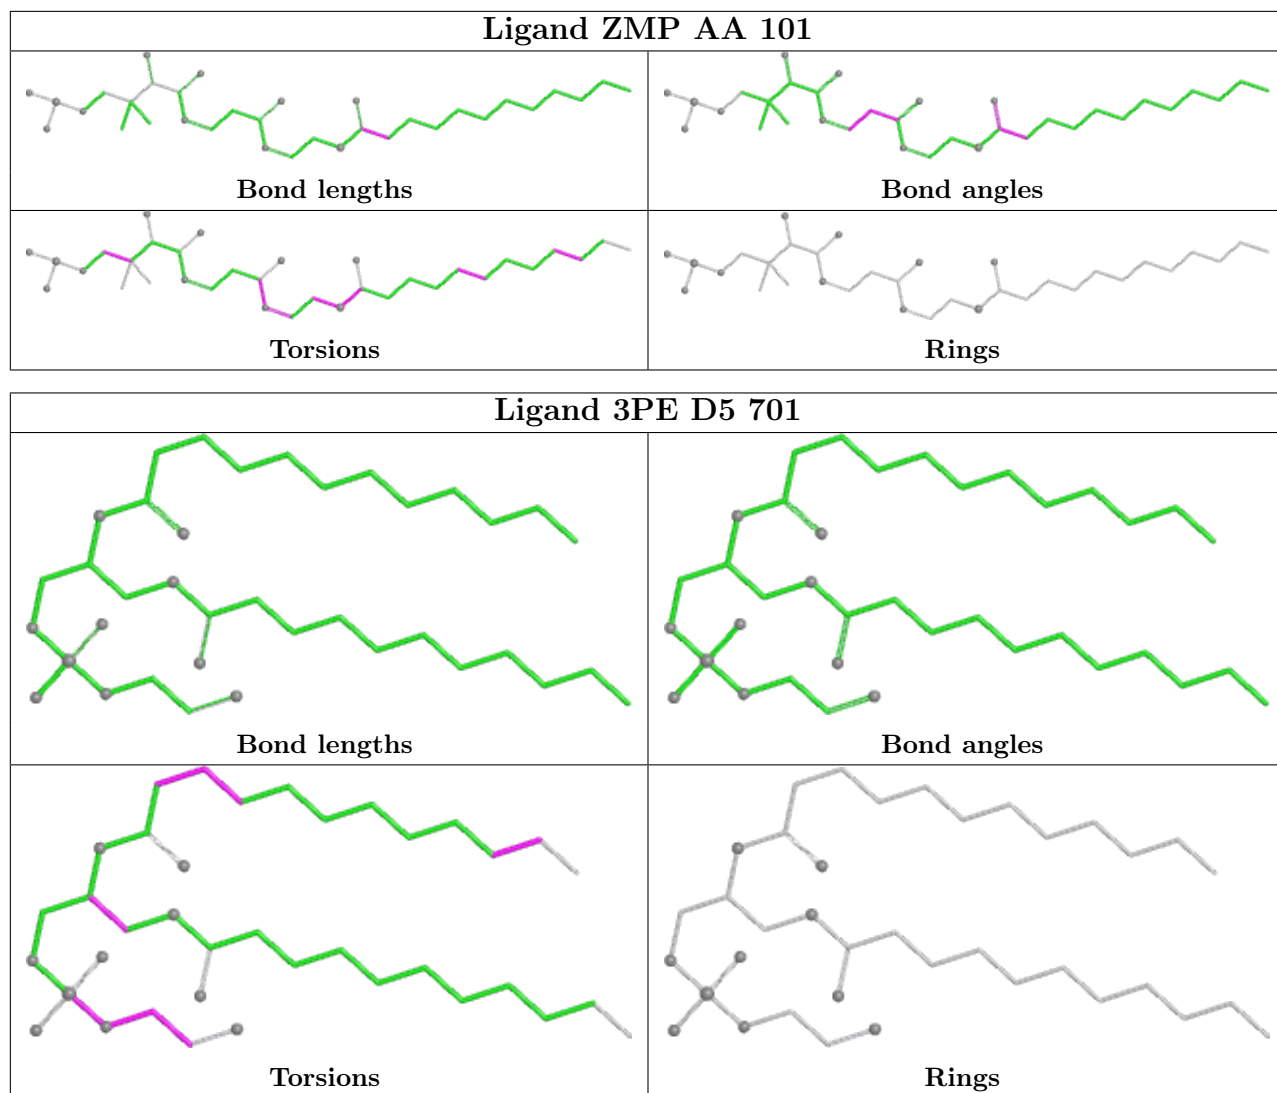 Ligand ZMP AA 101
Bond lengths
Bond angles
Torsions
Rings
Ligand 3PE D5 701
Bond lengths
Bond angles
Torsions
Rings